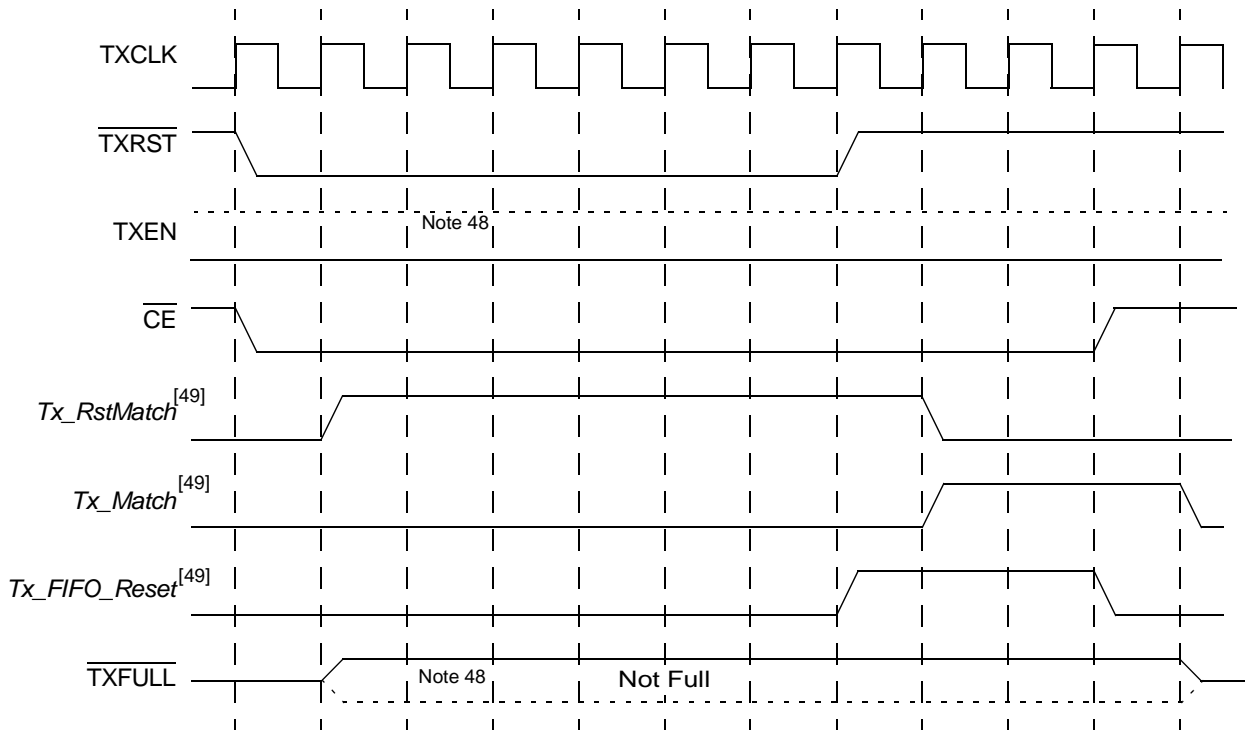 TXCLK
TXRST
Note 48
TXEN
CE
Tx_RstMatch[49]
Tx_Match[49]
Tx_FIFO_Reset[49]
TXFULL Note 48 Not Full